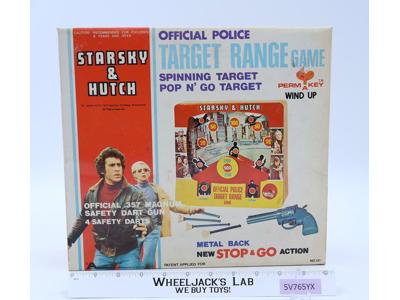 CAUTION: RECOMMENDED FOR CHILDREN
8 YEARS AND OVER
OFFICIAL POLICE
TARGET RANGE GAME
SPINNING TARGET
POP N' GO TARGET
STARSKY
&
HUTCH
PERM A KEY
WIND UP
STARSKY & HUTCH
OFFICIAL POLICE
TARGET RANGE
GAME
OFFICIAL .357 MAGNUM
SAFETY DART GUN
4 SAFETY DARTS
METAL BACK
NEW STOP & GO ACTION
PATENT APPLIED FOR
WHEELJACK'S LAB
WE BUY TOYS!
SV765YX